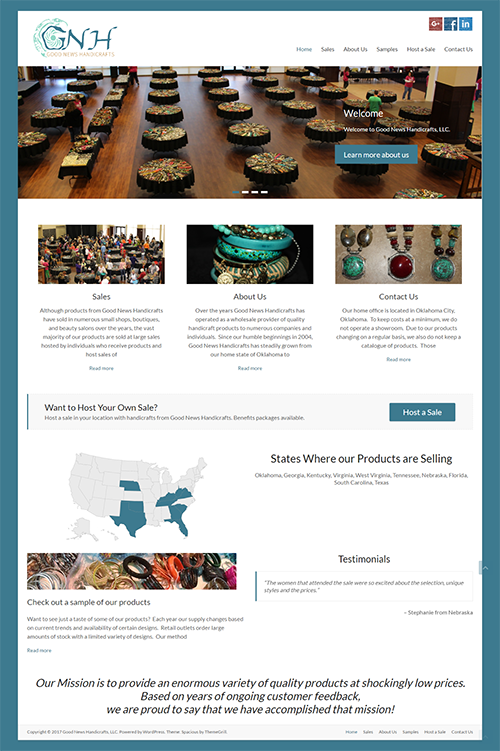 GNH
GOOD NEWS HANDICRAFTS
Home Sales About Us Samples Host a Sale Contact Us
Welcome
Welcome to Good News Handicrafts, LLC.
Learn more about us
Sales
Although products from Good News Handicrafts
have sold in numerous small shops, boutiques,
and beauty salons over the years, the vast
majority of our products are sold at large sales
hosted by individuals who receive products and
host sales of
Read more
About Us
Over the years Good News Handicrafts has
operated as a wholesale provider of quality
handicraft products to numerous companies and
individuals. Since our humble beginnings in 2004,
Good News Handicrafts has steadily grown from
our home state of Oklahoma to
Read more
Contact Us
Our home office is located in Oklahoma City,
Oklahoma. To keep costs at a minimum, we do
not operate a showroom. Due to our products
changing on a regular basis, we also do not keep a
catalogue of products. Those
Read more
Want to Host Your Own Sale?
Host a sale in your location with handicrafts from Good News Handicrafts. Benefits packages available.
Host a Sale
States Where our Products are Selling
Oklahoma, Georgia, Kentucky, Virginia, West Virginia, Tennessee, Nebraska, Florida,
South Carolina, Texas
Check out a sample of our products
Want to see just a taste of some of our products? Each year our supply changes based
on current trends and availability of certain designs. Retail outlets order large
amounts of stock with a limited variety of designs. Our method
Read more
Testimonials
"The women that attended the sale were so excited about the selection, unique
styles and the prices."
– Stephanie from Nebraska
Our Mission is to provide an enormous variety of quality products at shockingly low prices.
Based on years of ongoing customer feedback,
we are proud to say that we have accomplished that mission!
Copyright © 2017 Good News Handicrafts, LLC. Powered by WordPress. Theme: Spacious by ThemeGrill.
Home Sales About Us Samples Host a Sale Contact Us